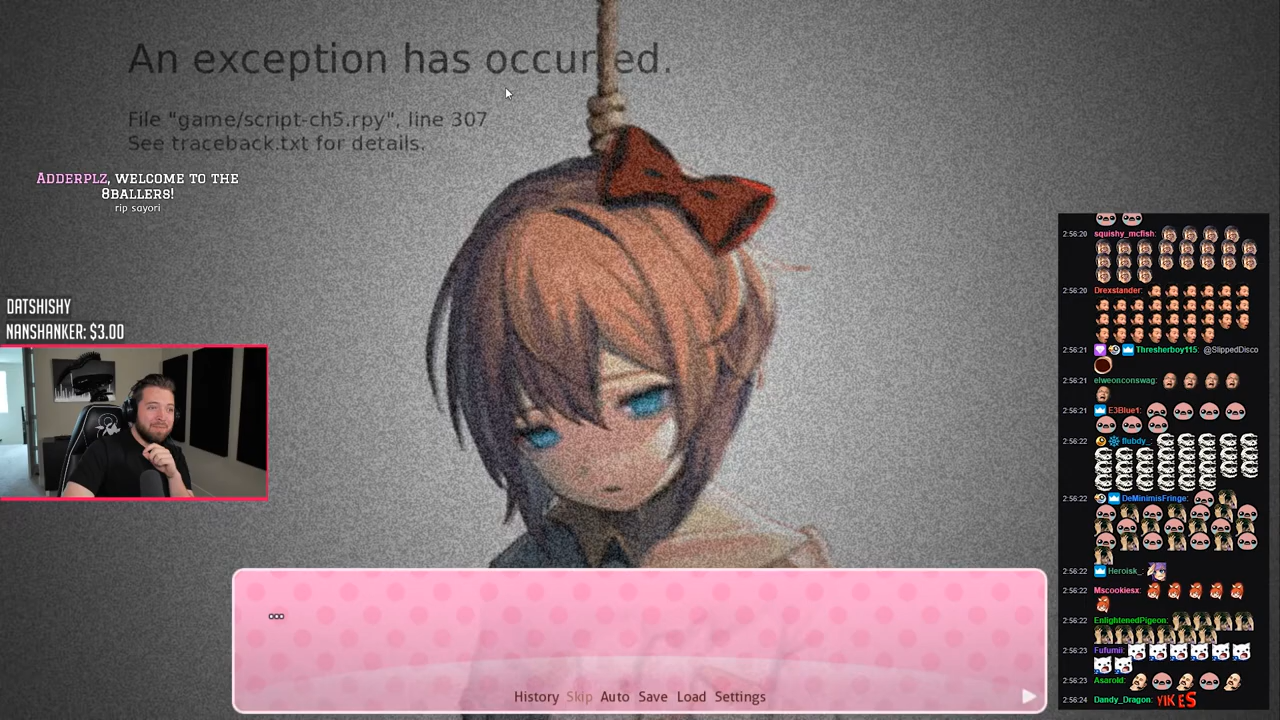 An exception has occurred.
File "game/script-ch5.rpy", line 307
See traceback.txt for details.
ADDERPLZ, WELCOME TO THE
8BALLERS!
rip sayori
DATSHISHY
NANSHANKER: $3.00
...
History Skip Auto Save Load Settings
2:56:20 squishy_mcfish:
2:56:20 Drexstander:
2:56:21 Thresherboy115: @SlippedDisco
2:56:21 elweonconswag:
2:56:21 E3Blue1:
2:56:22 flubdy_:
2:56:22 DeMinimisFringe:
2:56:22 Heroisk_:
2:56:22 Mscookiesx:
2:56:22 EnlightenedPigeon:
2:56:23 Fufumii:
2:56:23 Asarold:
2:56:24 Dandy_Dragon: YIKES